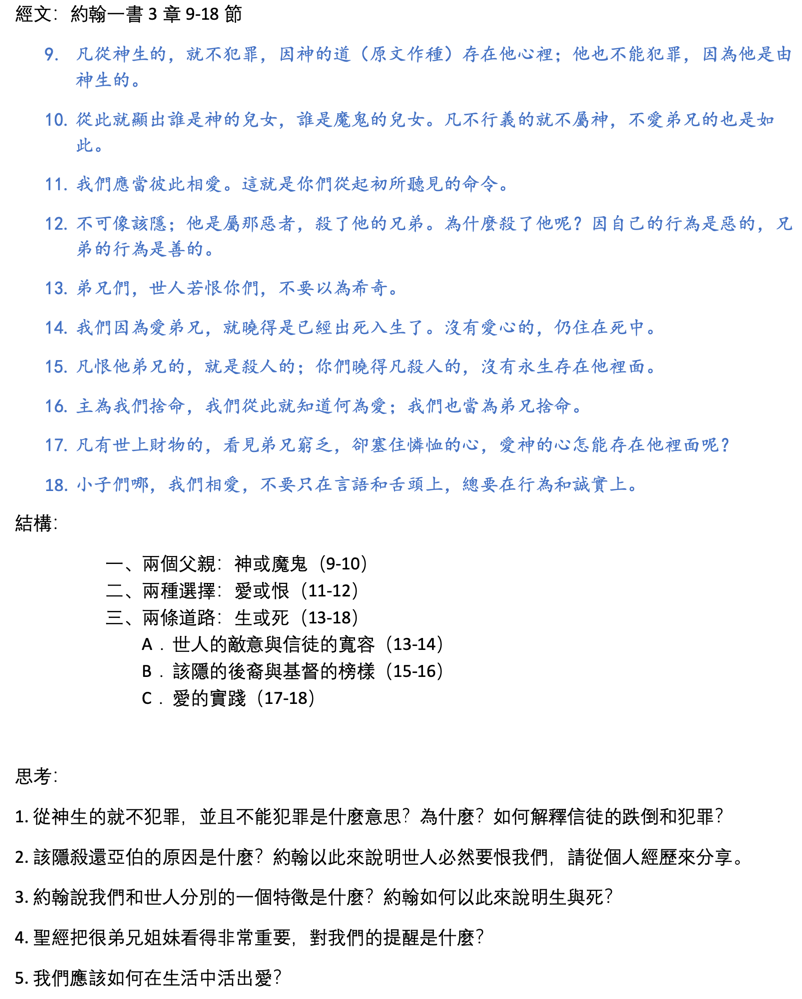 經文：約翰一書 3 章 9-18 節
9. 凡從神生的，就不犯罪，因神的道（原文作種）存在他心裡；他也不能犯罪，因為他是由
神生的。
10. 從此就顯出誰是神的兒女，誰是魔鬼的兒女。凡不行義的就不屬神，不愛弟兄的也是如
此。
11. 我們應當彼此相愛。這就是你們從起初所聽見的命令。
12. 不可像該隱；他是屬那惡者，殺了他的兄弟。為什麼殺了他呢？因自己的行為是惡的，兄
弟的行為是善的。
13. 弟兄們，世人若恨你們，不要以為希奇。
14. 我們因為愛弟兄，就曉得是已經出死入生了。沒有愛心的，仍住在死中。
15. 凡恨他弟兄的，就是殺人的；你們曉得凡殺人的，沒有永生存在他裡面。
16. 主為我們捨命，我們從此就知道何為愛；我們也當為弟兄捨命。
17. 凡有世上財物的，看見弟兄窮乏，卻塞住憐恤的心，愛神的心怎能存在他裡面呢？
18. 小子們哪，我們相愛，不要只在言語和舌頭上，總要在行為和誠實上。
結構：
一、兩個父親：神或魔鬼（9-10）
二、兩種選擇：愛或恨（11-12）
三、兩條道路：生或死（13-18）
A．世人的敵意與信徒的寬容（13-14）
B．該隱的後裔與基督的榜樣（15-16）
C．愛的實踐（17-18）
思考：
1. 從神生的就不犯罪，並且不能犯罪是什麼意思？為什麼？如何解釋信徒的跌倒和犯罪？
2. 該隱殺還亞伯的原因是什麼？約翰以此來說明世人必然要恨我們，請從個人經歷來分享。
3. 約翰說我們和世人分別的一個特徵是什麼？約翰如何以此來說明生與死？
4. 聖經把很弟兄姐妹看得非常重要，對我們的提醒是什麼？
5. 我們應該如何在生活中活出愛？